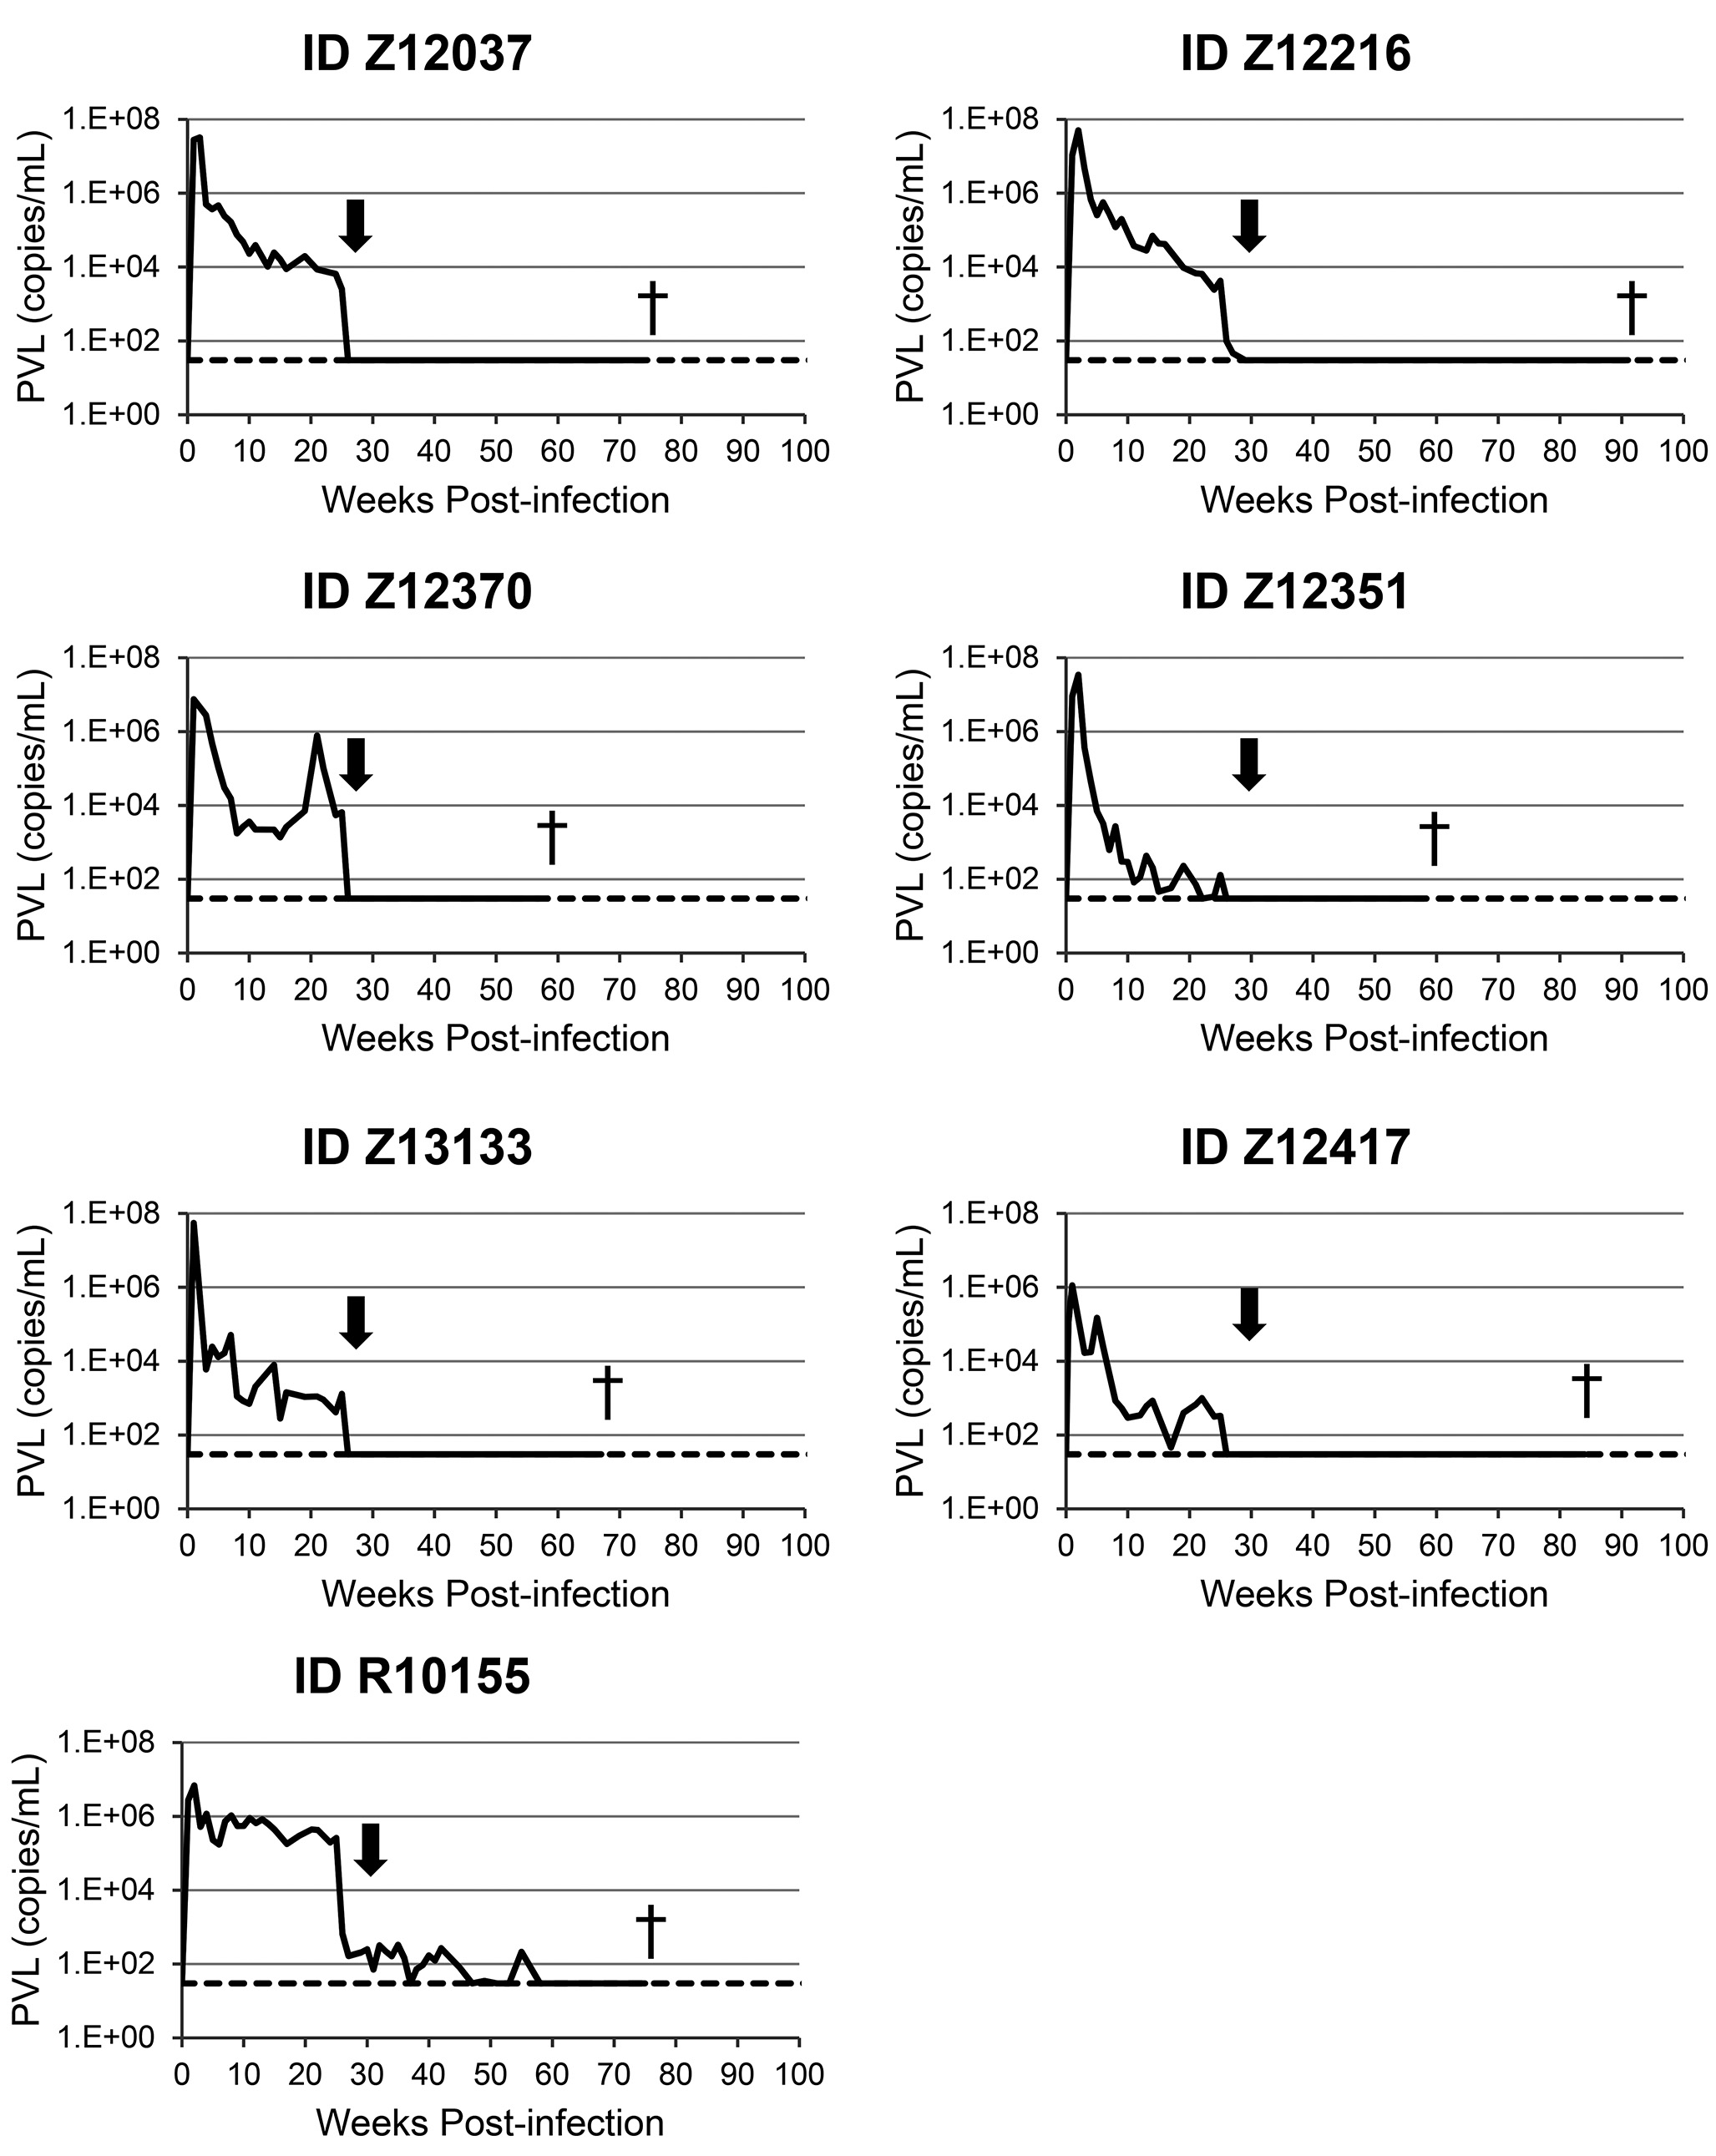 ID Z12037
PVL (copies/mL)
1.E+08
1.E+06
1.E+04
1.E+02
1.E+00
0 10 20 30 40 50 60 70 80 90 100
Weeks Post-infection
†
ID Z12216
PVL (copies/mL)
1.E+08
1.E+06
1.E+04
1.E+02
1.E+00
0 10 20 30 40 50 60 70 80 90 100
Weeks Post-infection
†
ID Z12370
PVL (copies/mL)
1.E+08
1.E+06
1.E+04
1.E+02
1.E+00
0 10 20 30 40 50 60 70 80 90 100
Weeks Post-infection
†
ID Z12351
PVL (copies/mL)
1.E+08
1.E+06
1.E+04
1.E+02
1.E+00
0 10 20 30 40 50 60 70 80 90 100
Weeks Post-infection
†
ID Z13133
PVL (copies/mL)
1.E+08
1.E+06
1.E+04
1.E+02
1.E+00
0 10 20 30 40 50 60 70 80 90 100
Weeks Post-infection
†
ID Z12417
PVL (copies/mL)
1.E+08
1.E+06
1.E+04
1.E+02
1.E+00
0 10 20 30 40 50 60 70 80 90 100
Weeks Post-infection
†
ID R10155
PVL (copies/mL)
1.E+08
1.E+06
1.E+04
1.E+02
1.E+00
0 10 20 30 40 50 60 70 80 90 100
Weeks Post-infection
†